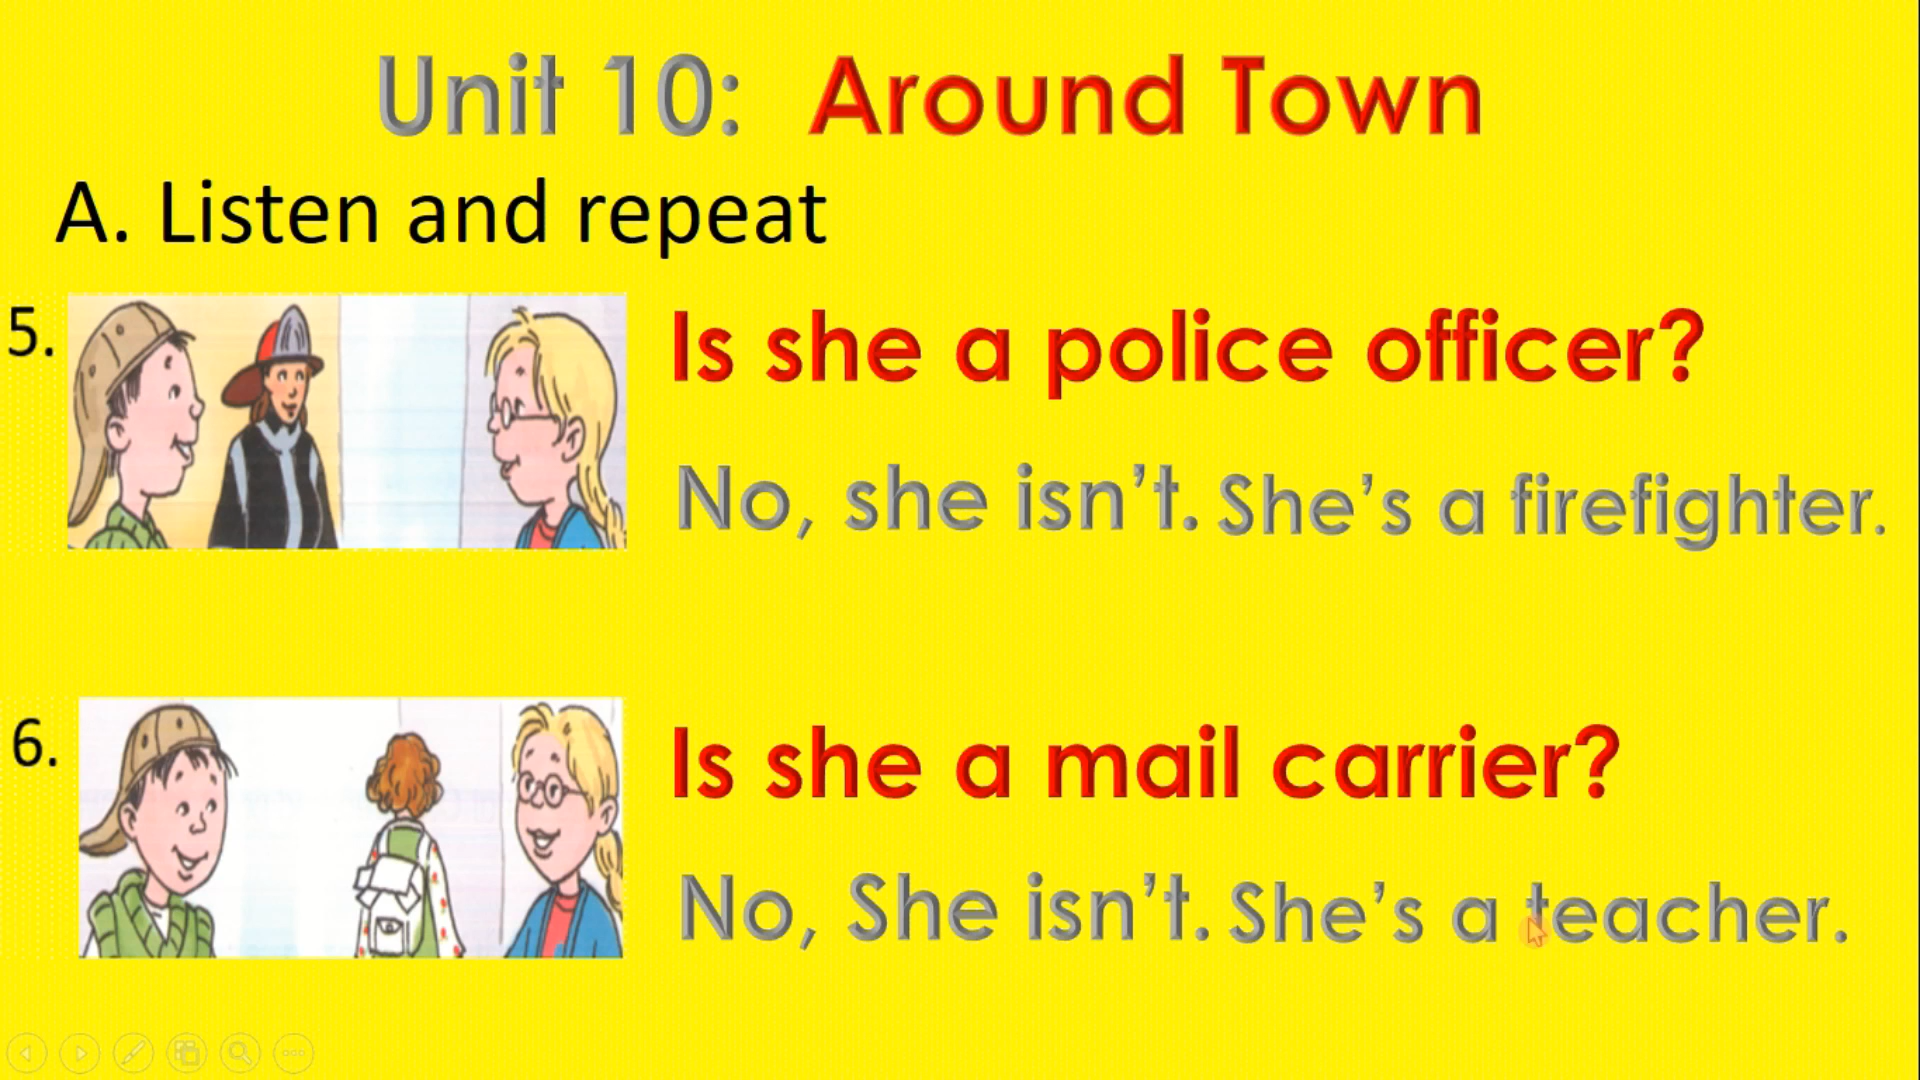 Unit 10: Around Town
A. Listen and repeat
5.
Is she a police officer?
No, she isn't. She's a firefighter.
6.
Is she a mail carrier?
No, She isn't. She's a teacher.